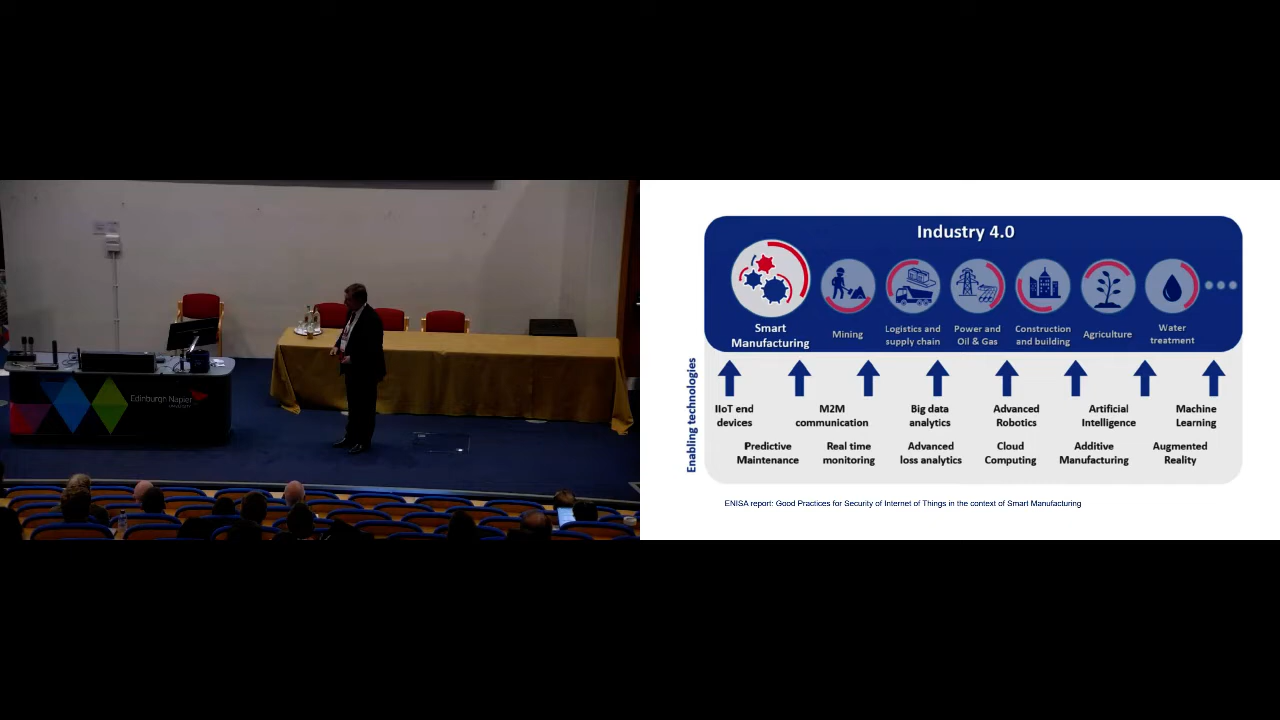 Edinburgh Napier
UNIVERSITY
Industry 4.0
Smart
Manufacturing
Mining
Logistics and
supply chain
Power and
Oil & Gas
Construction
and building
Agriculture
Water
treatment
Enabling technologies
IIoT end
devices
M2M
communication
Big data
analytics
Advanced
Robotics
Artificial
Intelligence
Machine
Learning
Predictive
Maintenance
Real time
monitoring
Advanced
loss analytics
Cloud
Computing
Additive
Manufacturing
Augmented
Reality
ENISA report: Good Practices for Security of Internet of Things in the context of Smart Manufacturing